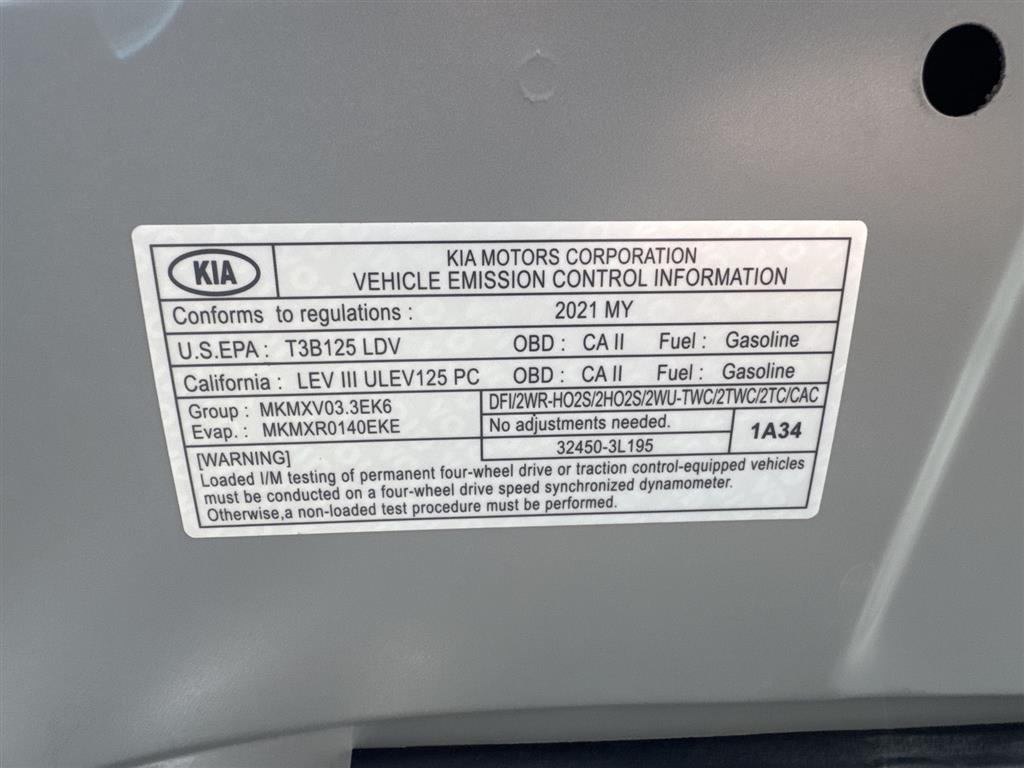 KIA
KIA MOTORS CORPORATION
VEHICLE EMISSION CONTROL INFORMATION
Conforms to regulations : 2021 MY
U.S.EPA : T3B125 LDV OBD : CA II Fuel : Gasoline
California : LEV III ULEV125 PC OBD : CA II Fuel : Gasoline
Group : MKMXV03.3EK6
Evap. : MKMXR0140EKE
DFI/2WR-HO2S/2HO2S/2WU-TWC/2TWC/2TC/CAC
No adjustments needed.
32450-3L195
1A34
[WARNING]
Loaded I/M testing of permanent four-wheel drive or traction control-equipped vehicles
must be conducted on a four-wheel drive speed synchronized dynamometer.
Otherwise,a non-loaded test procedure must be performed.